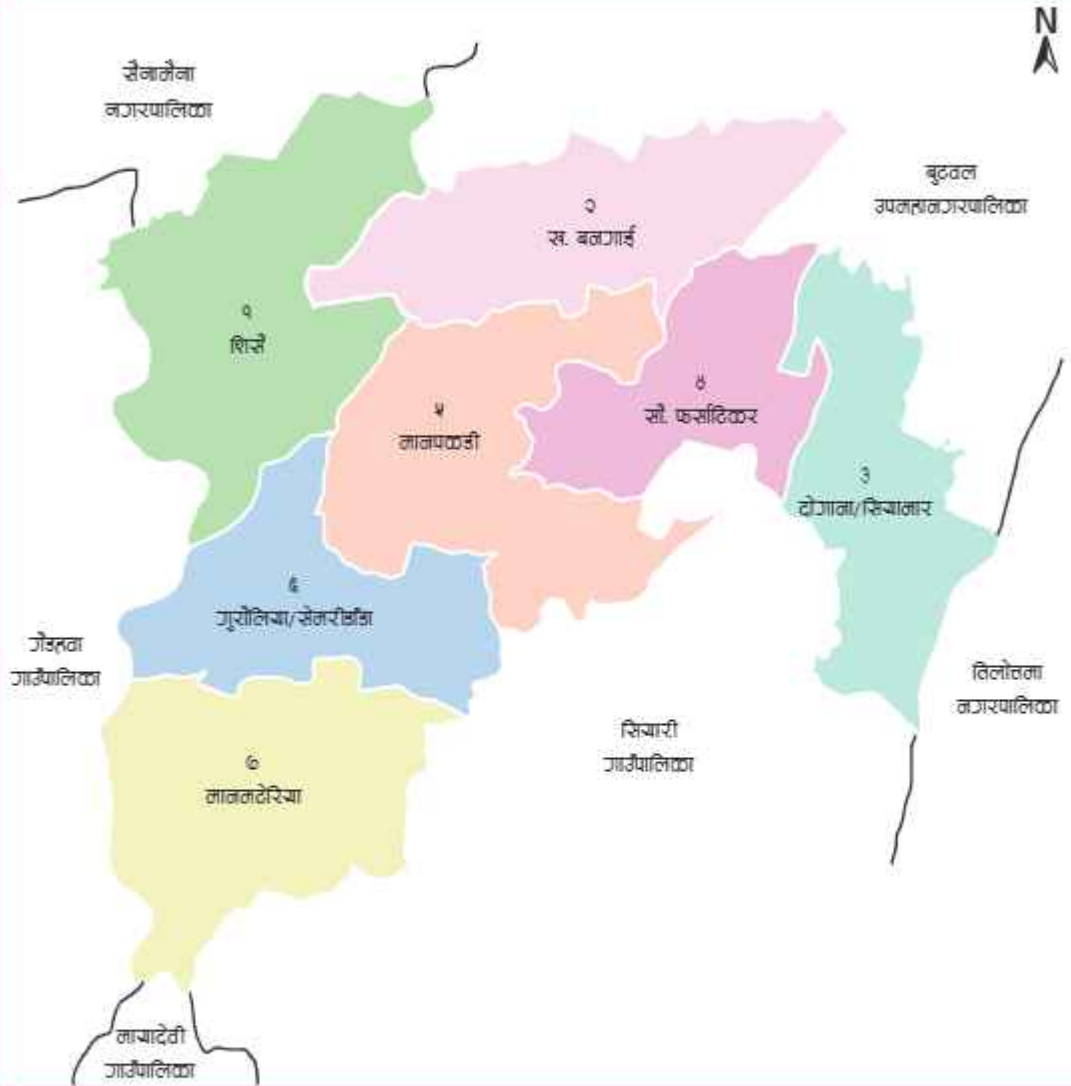 N
सैनामैना
नगरपालिका
बुटवल
उपमहानगरपालिका
२
ख. बनगाई
१
शिसै
४
सौ. फर्साटिकर
५
मानपकडी
३
दोगाना/सियानार
६
गुरौलिया/सेमरीडाँडा
गैडहवा
गाउँपालिका
तिलोत्तमा
नगरपालिका
सियारी
गाउँपालिका
७
मानमटेरिया
मायादेवी
गाउँपालिका